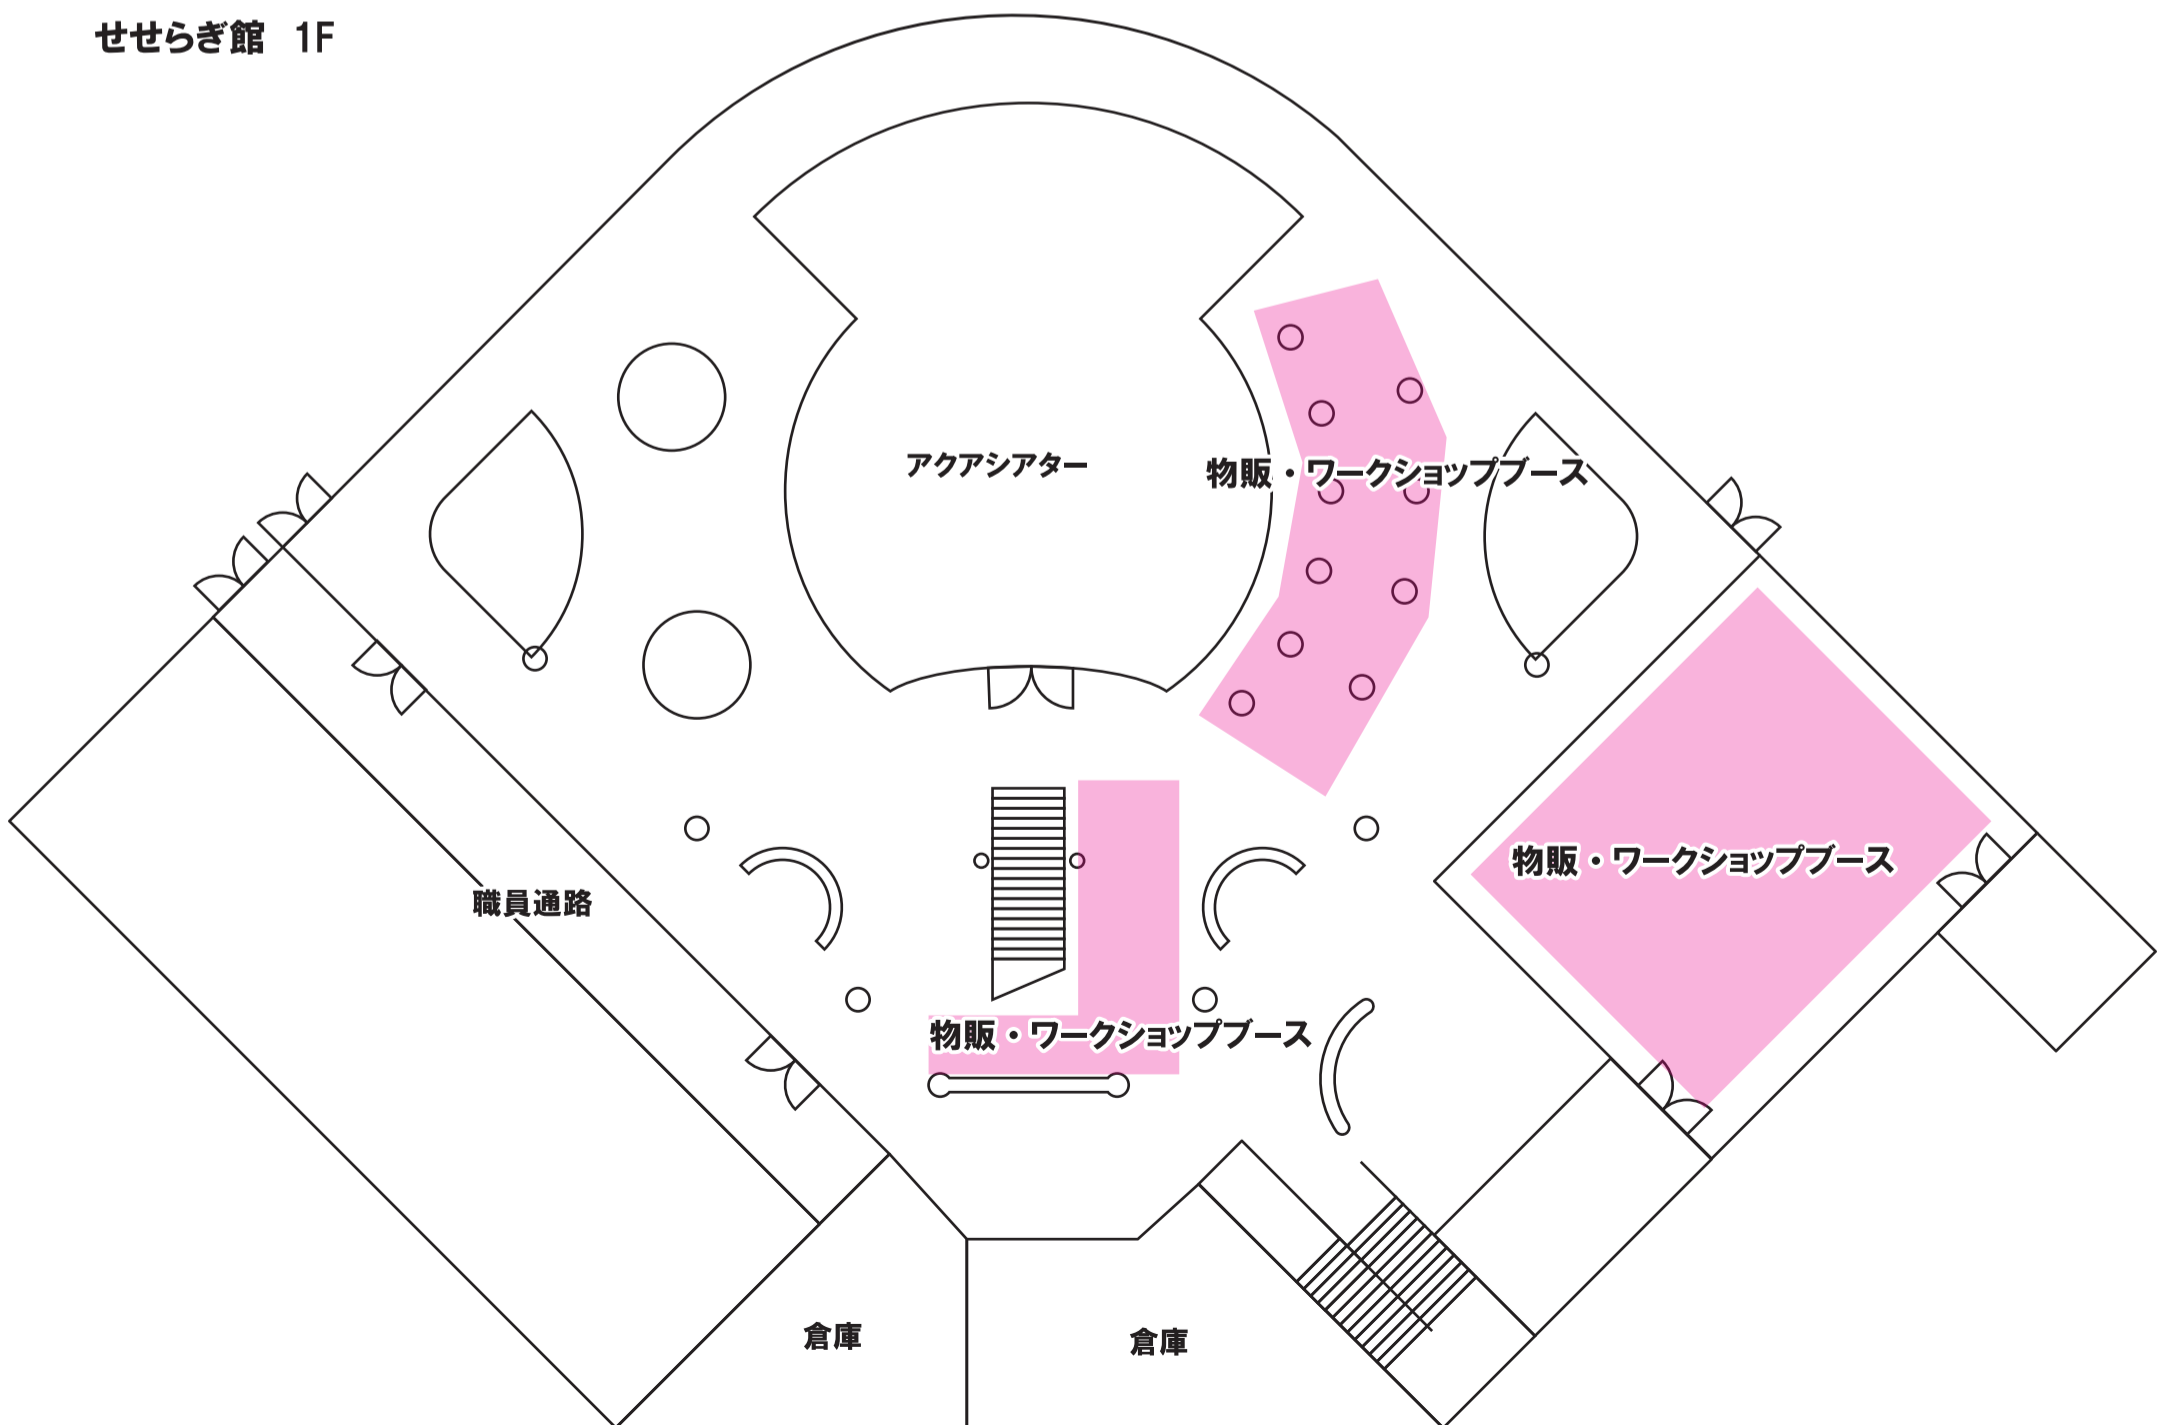 せせらぎ館　1F
アクアシアター
物販・ワークショップブース
物販・ワークショップブース
職員通路
物販・ワークショップブース
倉庫
倉庫